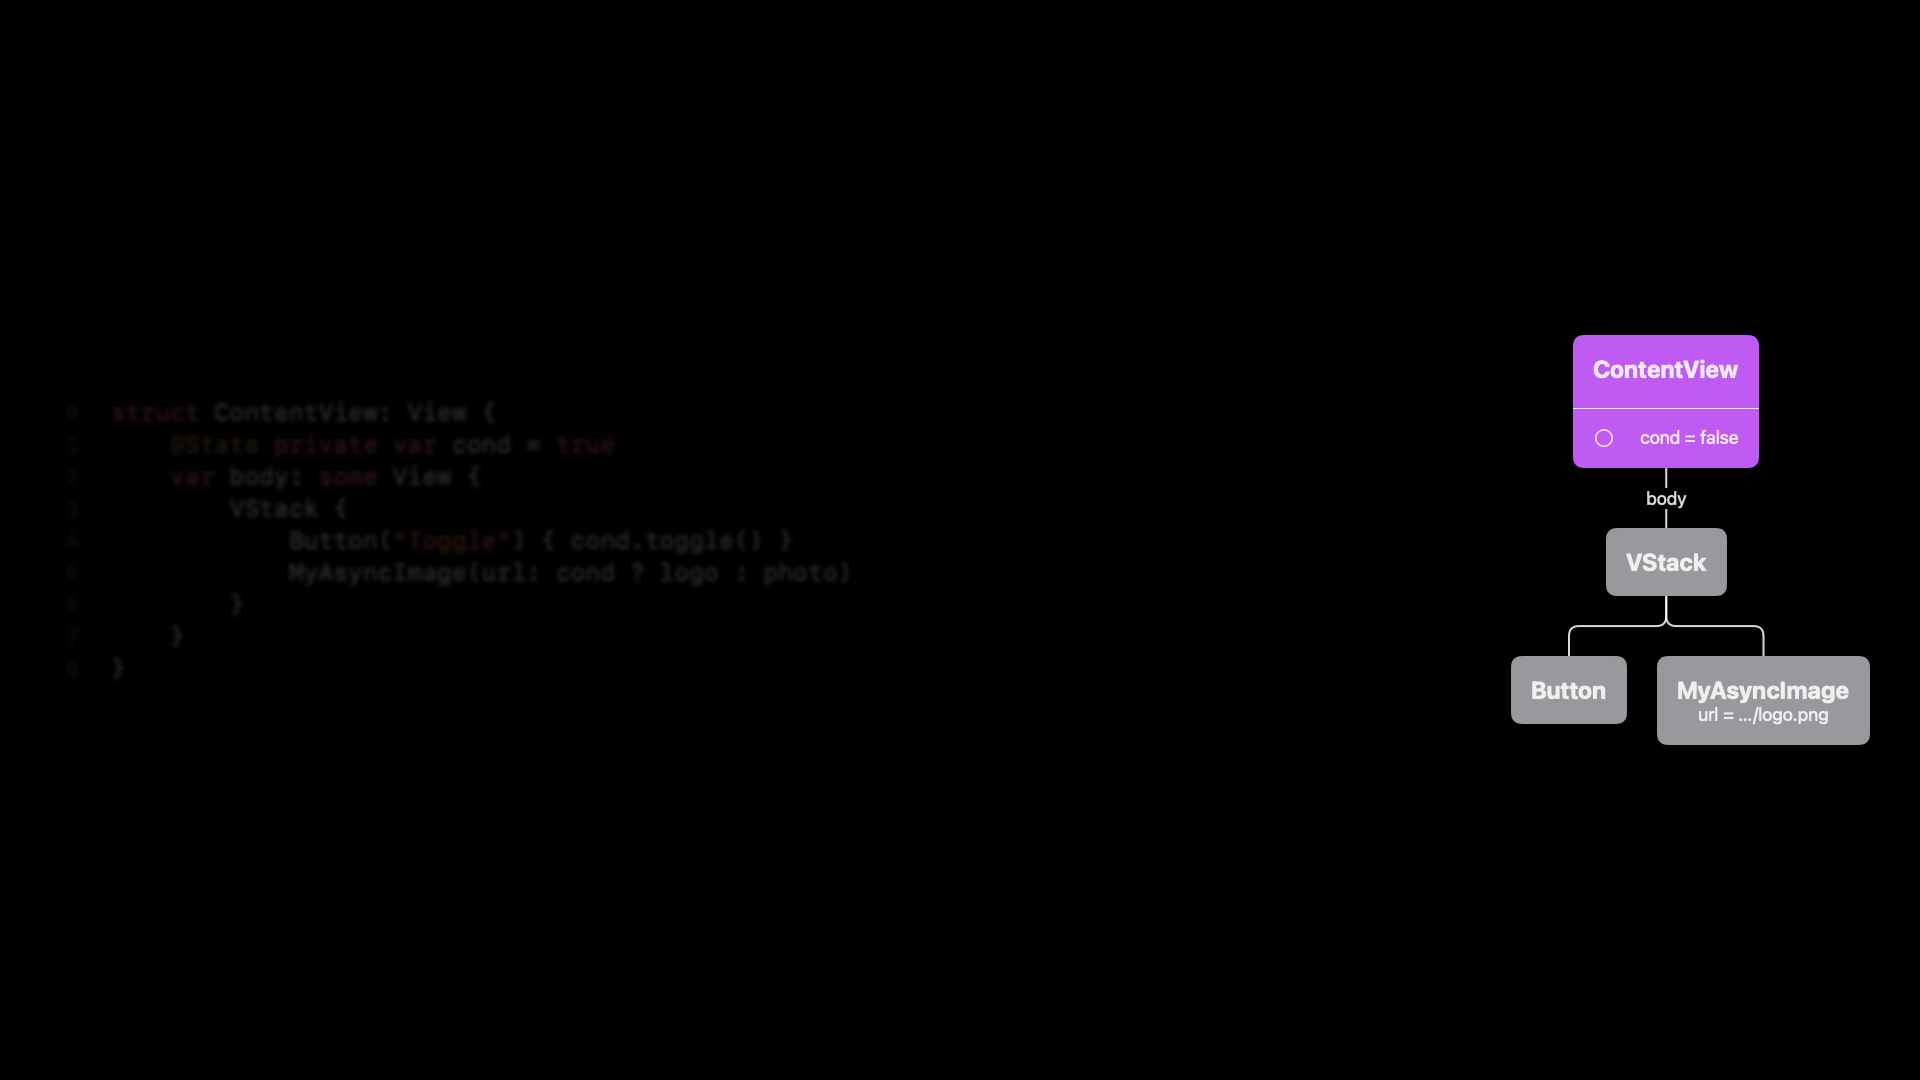 0 struct ContentView: View {
1     @State private var cond = true
2     var body: some View {
3         VStack {
4             Button("Toggle") { cond.toggle() }
5             MyAsyncImage(url: cond ? logo : photo)
6         }
7     }
8 }
ContentView
cond = false
body
VStack
Button
MyAsyncImage
url = .../logo.png